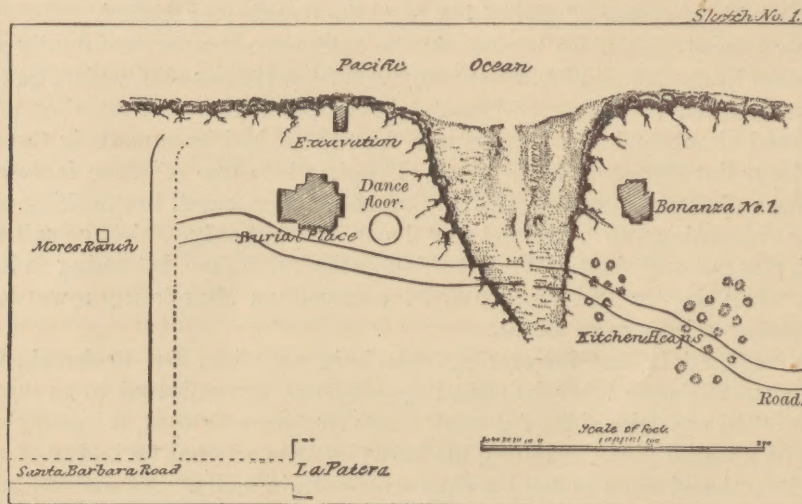 Sketch No. 1.
Pacific Ocean
Excavation
Dance
floor.
Burial Place
Bonanza No. 1.
Mores Ranch
Kitchen Heaps
Road.
Scale of feet.
Santa Barbara Road
La Patera